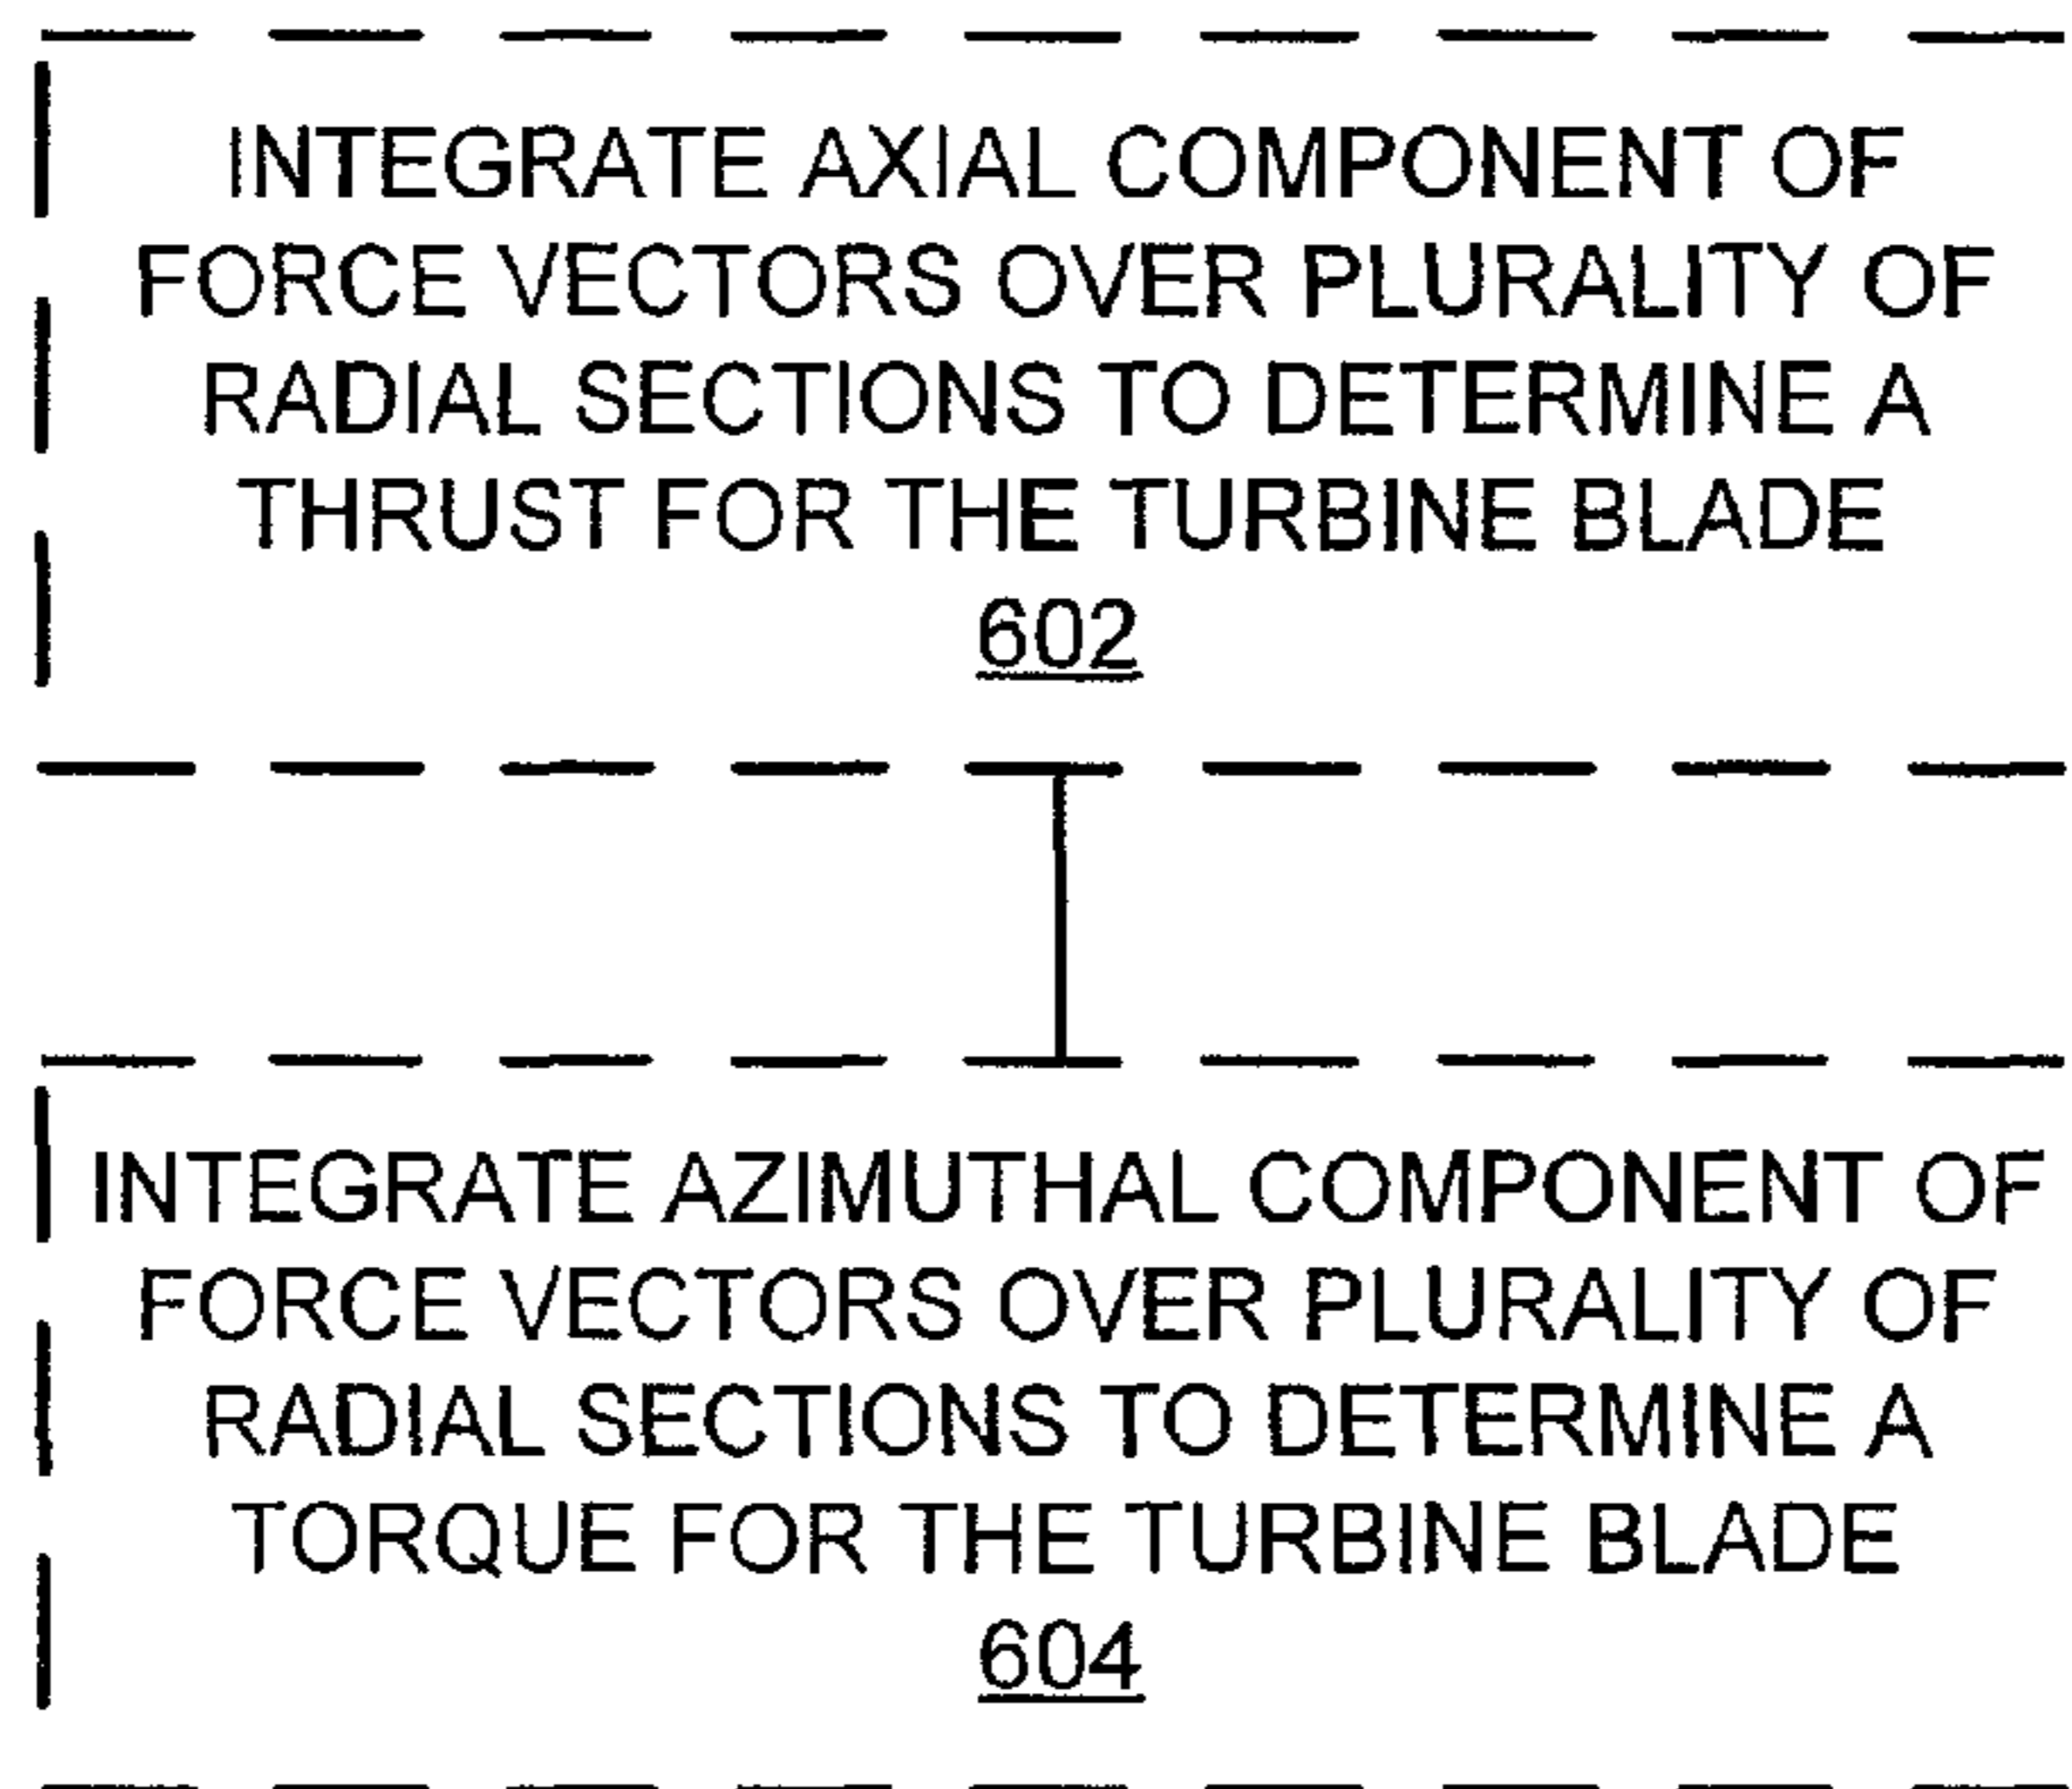 INTEGRATE AXIAL COMPONENT OF
FORCE VECTORS OVER PLURALITY OF
RADIAL SECTIONS TO DETERMINE A
THRUST FOR THE TURBINE BLADE
602
INTEGRATE AZIMUTHAL COMPONENT OF
FORCE VECTORS OVER PLURALITY OF
RADIAL SECTIONS TO DETERMINE A
TORQUE FOR THE TURBINE BLADE
604